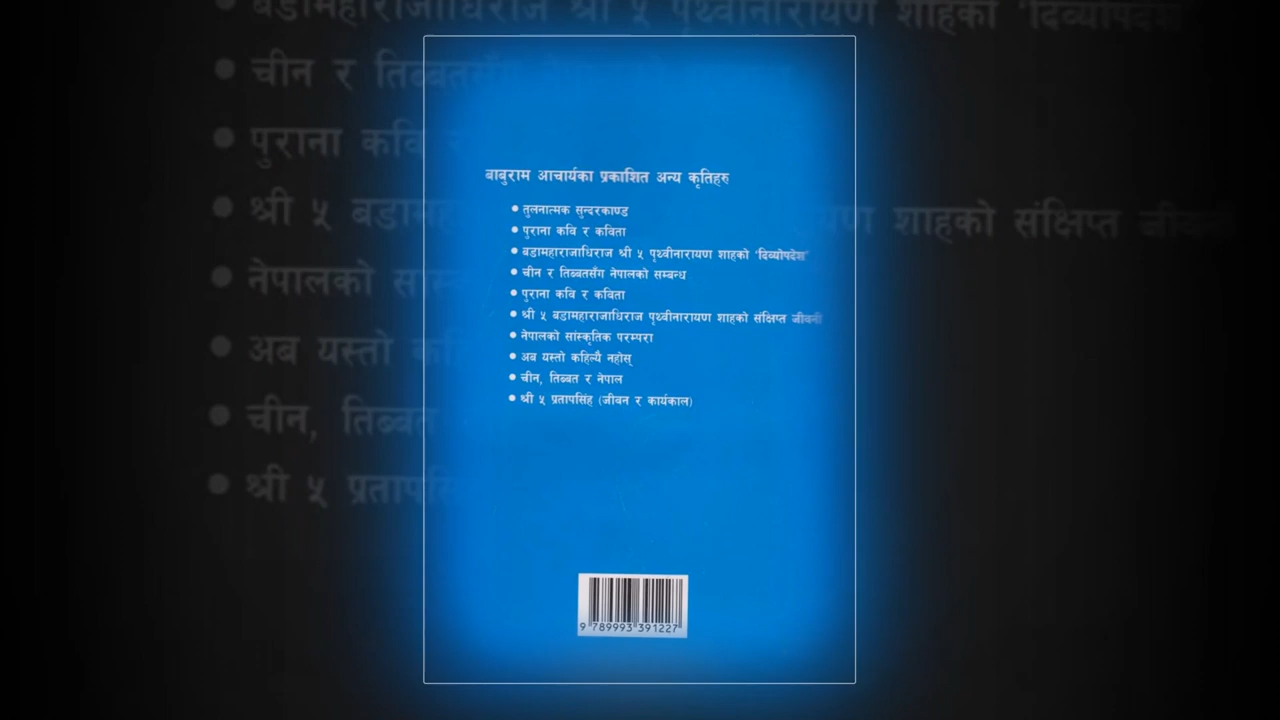 बाबुराम आचार्यका प्रकाशित अन्य कृतिहरु
• तुलनात्मक सुन्दरकाण्ड
• पुराना कवि र कविता
• बडामहाराजाधिराज श्री ५ पृथ्वीनारायण शाहको 'दिव्योपदेश'
• चीन र तिब्बतसँग नेपालको सम्बन्ध
• पुराना कवि र कविता
• श्री ५ बडामहाराजाधिराज पृथ्वीनारायण शाहको संक्षिप्त जीवनी
• नेपालको सांस्कृतिक परम्परा
• अब यस्तो कहिल्यै नहोस्
• चीन, तिब्बत र नेपाल
• श्री ५ प्रतापसिंह (जीवन र कार्यकाल)
9 789993 391227